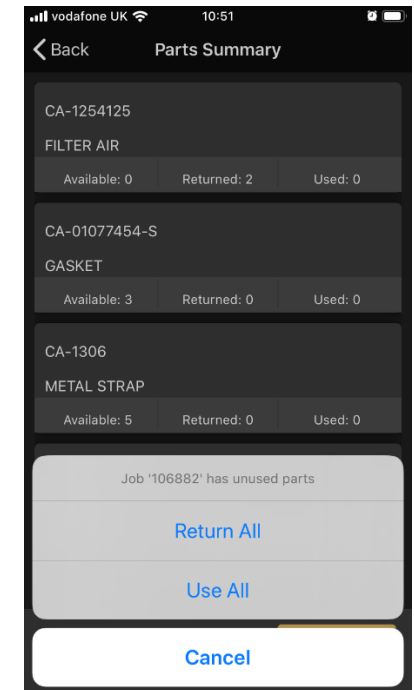 vodafone UK 10:51
Back Parts Summary
CA-1254125
FILTER AIR
Available: 0 Returned: 2 Used: 0
CA-01077454-S
GASKET
Available: 3 Returned: 0 Used: 0
CA-1306
METAL STRAP
Available: 5 Returned: 0 Used: 0
Job '106882' has unused parts
Return All
Use All
Cancel